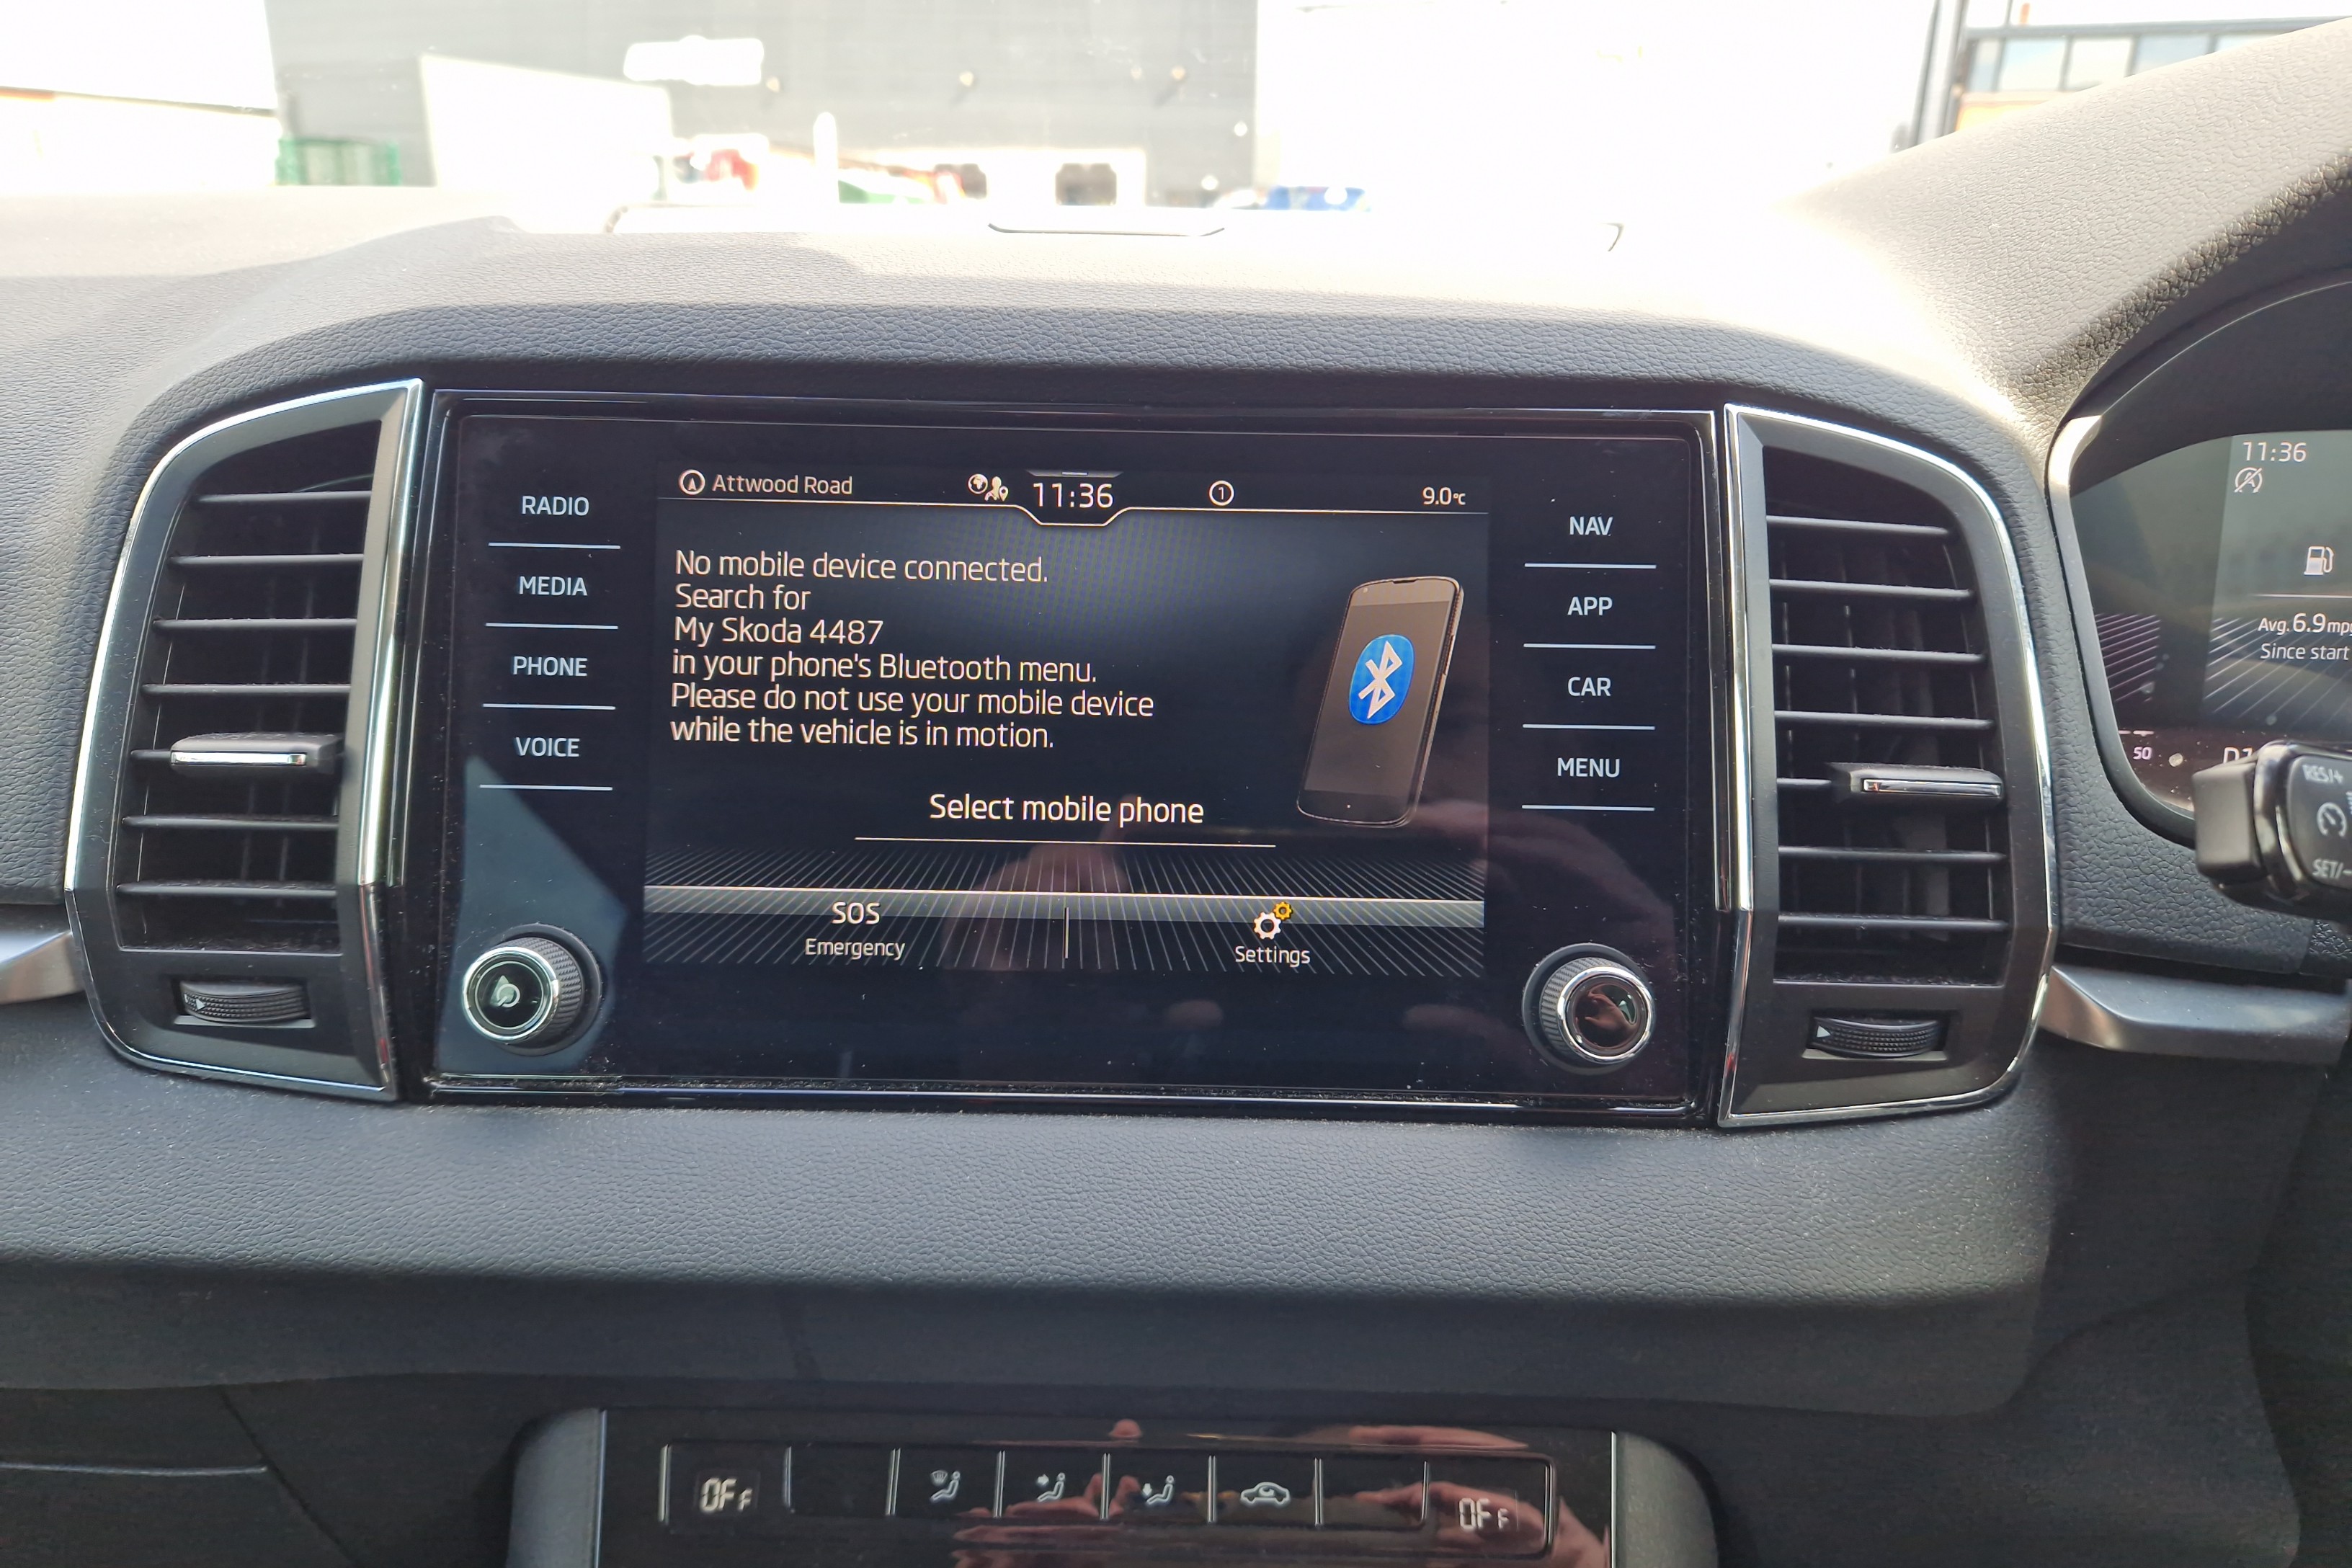 Attwood Road
11:36
1
9.0°C
RADIO
MEDIA
PHONE
VOICE
No mobile device connected.
Search for
My Skoda 4487
in your phone's Bluetooth menu.
Please do not use your mobile device
while the vehicle is in motion.
Select mobile phone
SOS
Emergency
Settings
NAV
APP
CAR
MENU
11:36
Avg. 6.9
Since start
50
RES/+
SET/-
OFF
OFF